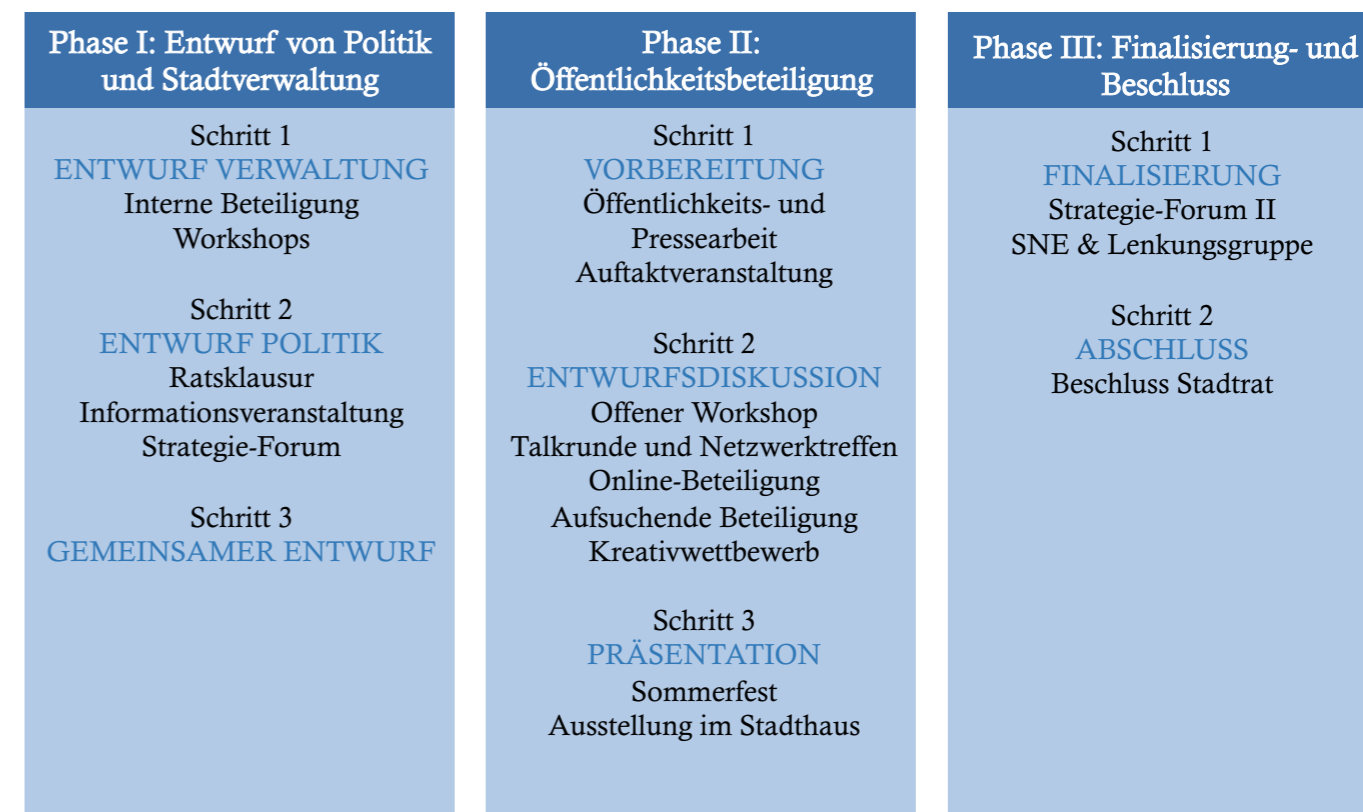 Phase I: Entwurf von Politik
und Stadtverwaltung
Schritt 1
ENTWURF VERWALTUNG
Interne Beteiligung
Workshops
Schritt 2
ENTWURF POLITIK
Ratsklausur
Informationsveranstaltung
Strategie-Forum
Schritt 3
GEMEINSAMER ENTWURF
Phase II:
Öffentlichkeitsbeteiligung
Schritt 1
VORBEREITUNG
Öffentlichkeits- und
Pressearbeit
Auftaktveranstaltung
Schritt 2
ENTWURFSDISKUSSION
Offener Workshop
Talkrunde und Netzwerktreffen
Online-Beteiligung
Aufsuchende Beteiligung
Kreativwettbewerb
Schritt 3
PRÄSENTATION
Sommerfest
Ausstellung im Stadthaus
Phase III: Finalisierung- und
Beschluss
Schritt 1
FINALISIERUNG
Strategie-Forum II
SNE & Lenkungsgruppe
Schritt 2
ABSCHLUSS
Beschluss Stadtrat